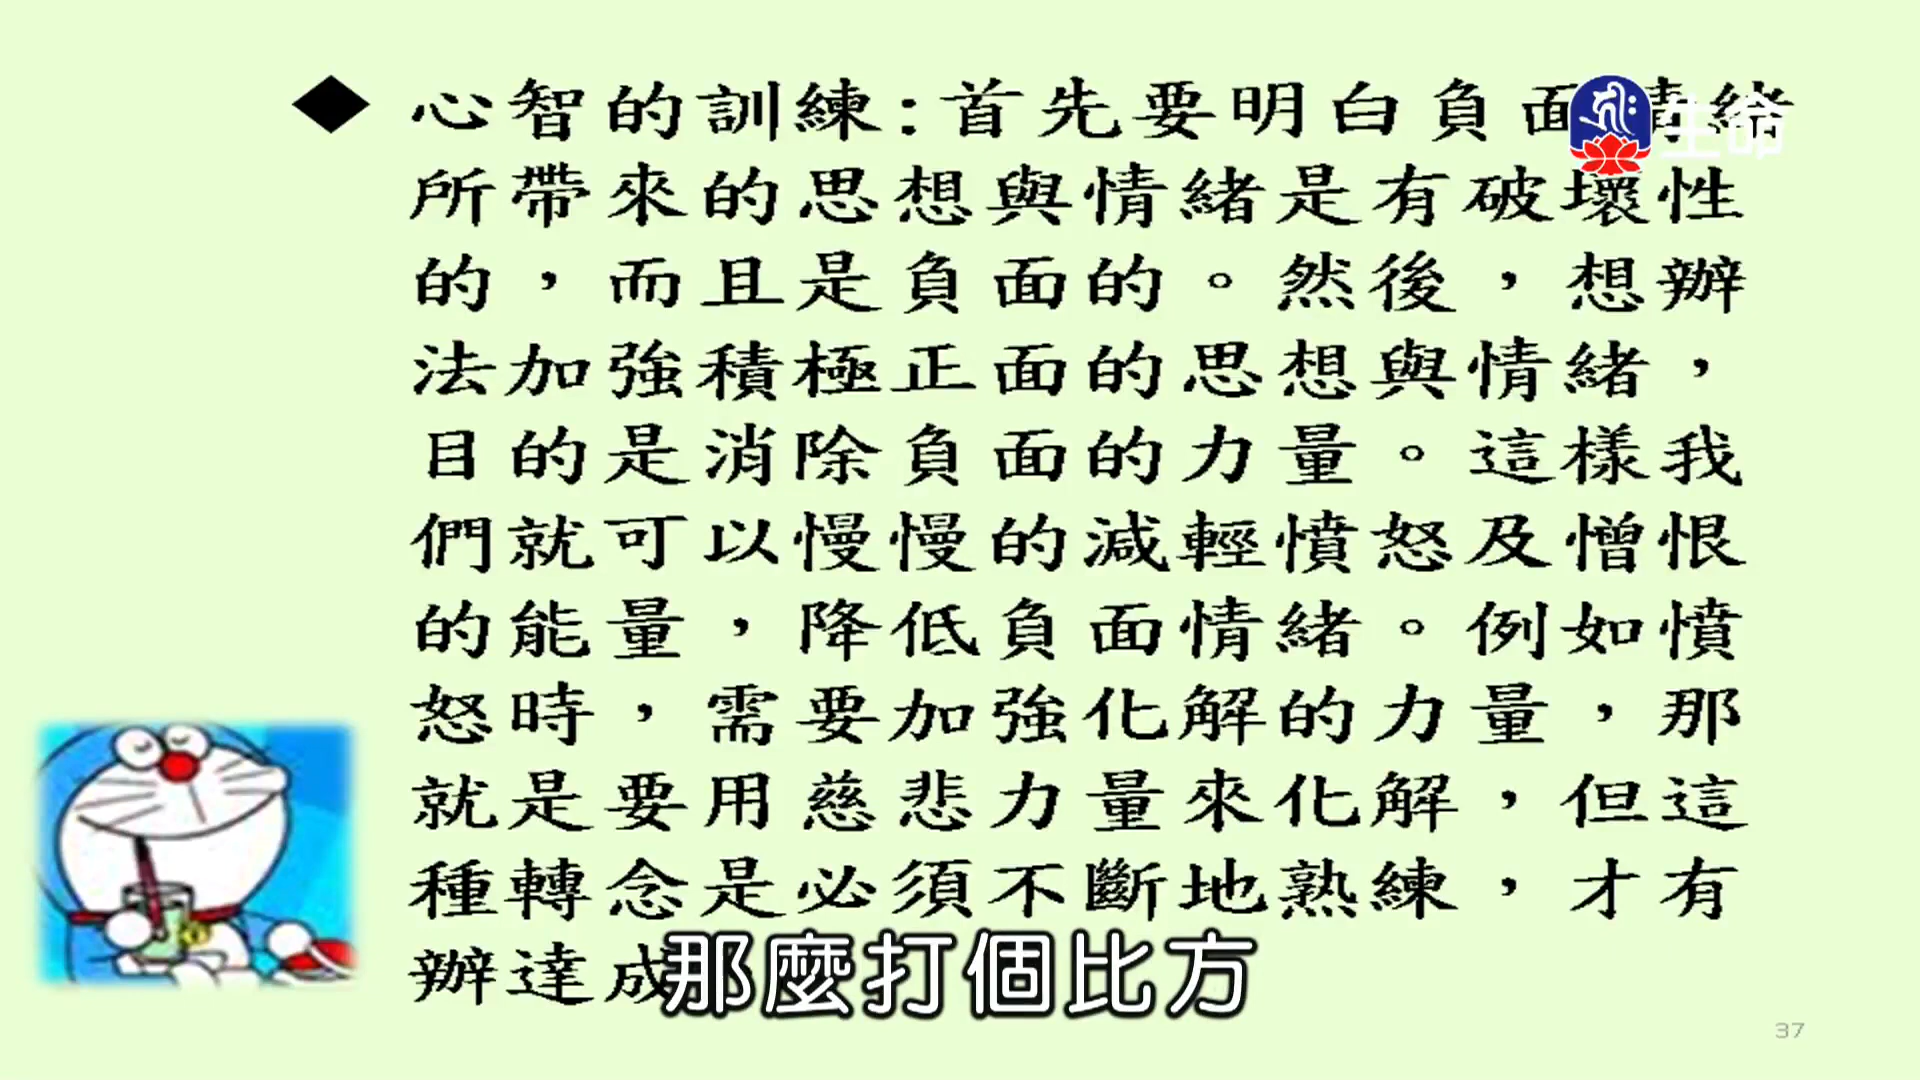 ◆ 心智的訓練:首先要明白負面情緒
所帶來的思想與情緒是有破壞性
的，而且是負面的。然後，想辦
法加強積極正面的思想與情緒，
目的是消除負面的力量。這樣我
們就可以慢慢的減輕憤怒及憎恨
的能量，降低負面情緒。例如憤
怒時，需要加強化解的力量，那
就是要用慈悲力量來化解，但這
種轉念是必須不斷地熟練，才有
辦達成
生命
那麼打個比方
37